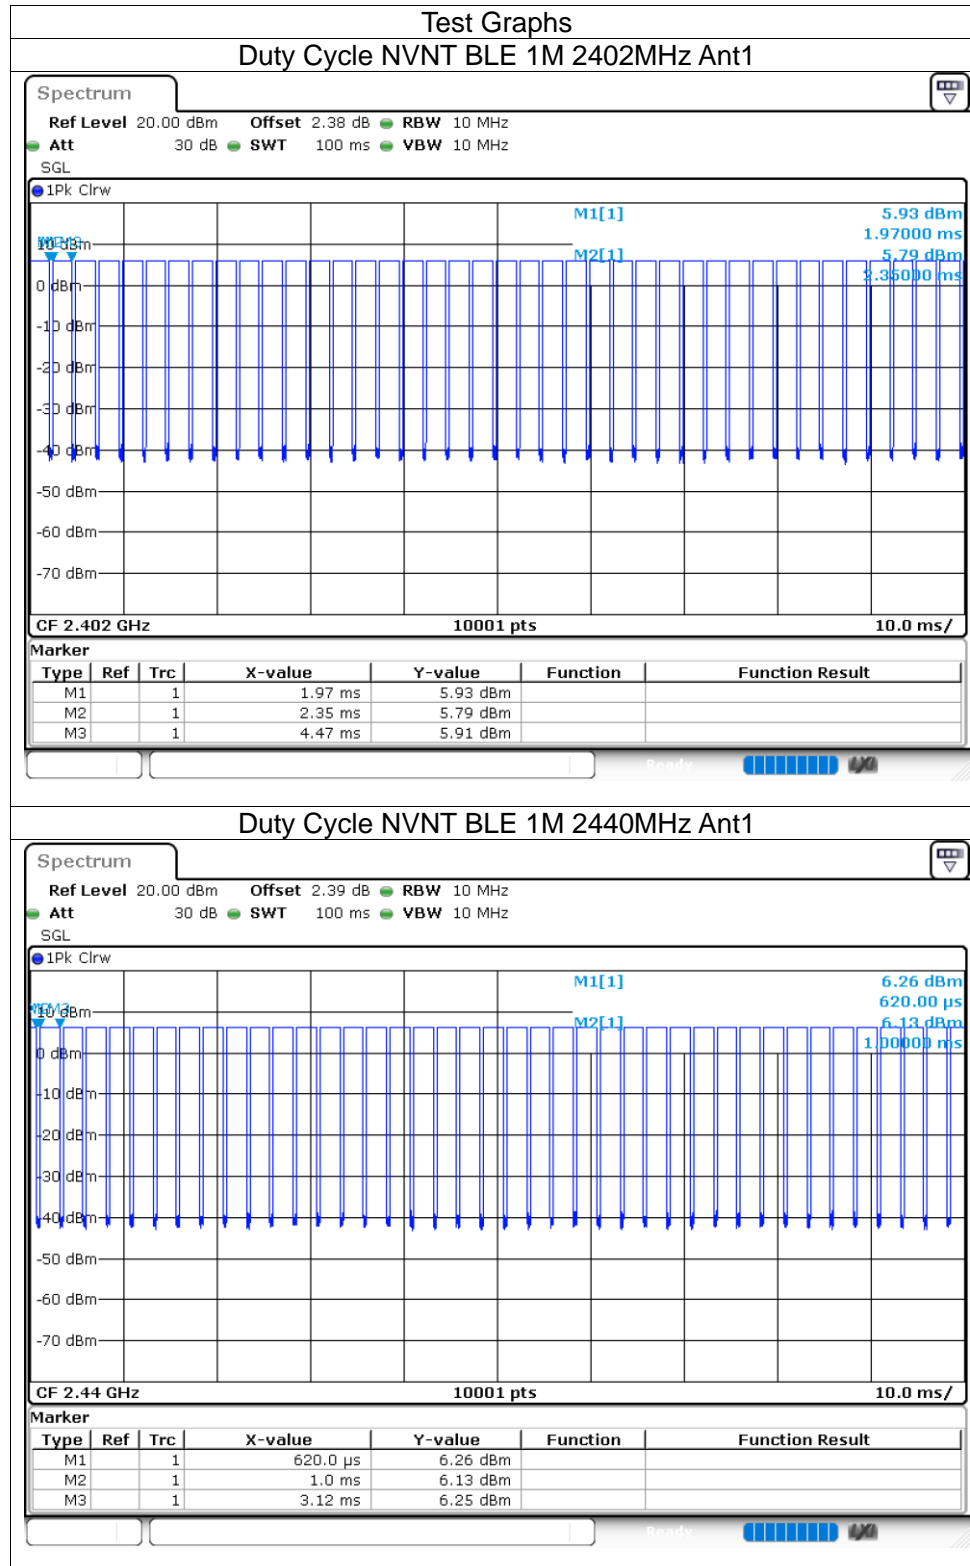 Test Graphs
Duty Cycle NVNT BLE 1M 2402MHz Ant1
Spectrum
Ref Level 20.00 dBm Offset 2.38 dB RBW 10 MHz
Att 30 dB SWT 100 ms VBW 10 MHz
SGL
1Pk Clrw
M1[1] 5.93 dBm
1.97000 ms
10 dBm
M2[1] 5.79 dBm
2.35000 ms
0 dBm
-10 dBm
-20 dBm
-30 dBm
-40 dBm
-50 dBm
-60 dBm
-70 dBm
CF 2.402 GHz 10001 pts 10.0 ms/
Marker
Type Ref Trc X-value Y-value Function Function Result
M1 1 1.97 ms 5.93 dBm
M2 1 2.35 ms 5.79 dBm
M3 1 4.47 ms 5.91 dBm
Ready
Duty Cycle NVNT BLE 1M 2440MHz Ant1
Spectrum
Ref Level 20.00 dBm Offset 2.39 dB RBW 10 MHz
Att 30 dB SWT 100 ms VBW 10 MHz
SGL
1Pk Clrw
M1[1] 6.26 dBm
620.00 µs
10 dBm
M2[1] 6.13 dBm
1.00000 ms
0 dBm
-10 dBm
-20 dBm
-30 dBm
-40 dBm
-50 dBm
-60 dBm
-70 dBm
CF 2.44 GHz 10001 pts 10.0 ms/
Marker
Type Ref Trc X-value Y-value Function Function Result
M1 1 620.0 µs 6.26 dBm
M2 1 1.0 ms 6.13 dBm
M3 1 3.12 ms 6.25 dBm
Ready